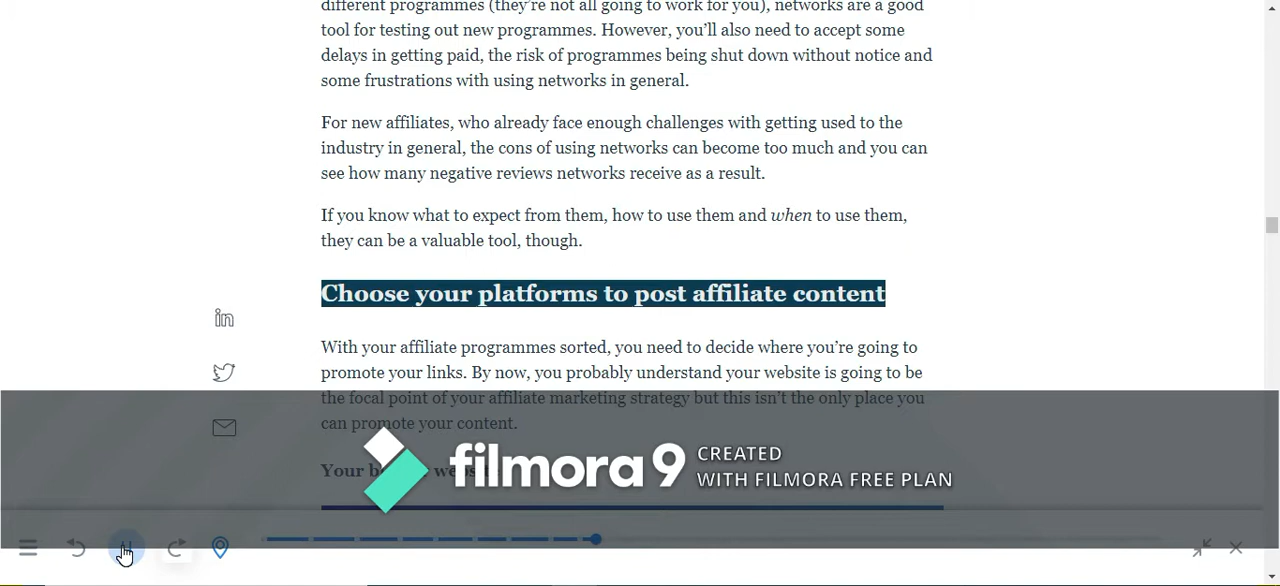 different programmes (they're not all going to work for you), networks are a good
tool for testing out new programmes. However, you'll also need to accept some
delays in getting paid, the risk of programmes being shut down without notice and
some frustrations with using networks in general.
For new affiliates, who already face enough challenges with getting used to the
industry in general, the cons of using networks can become too much and you can
see how many negative reviews networks receive as a result.
If you know what to expect from them, how to use them and when to use them,
they can be a valuable tool, though.
Choose your platforms to post affiliate content
With your affiliate programmes sorted, you need to decide where you're going to
promote your links. By now, you probably understand your website is going to be
the focal point of your affiliate marketing strategy but this isn't the only place you
can promote your content.
Your
filmora9 CREATED
WITH FILMORA FREE PLAN